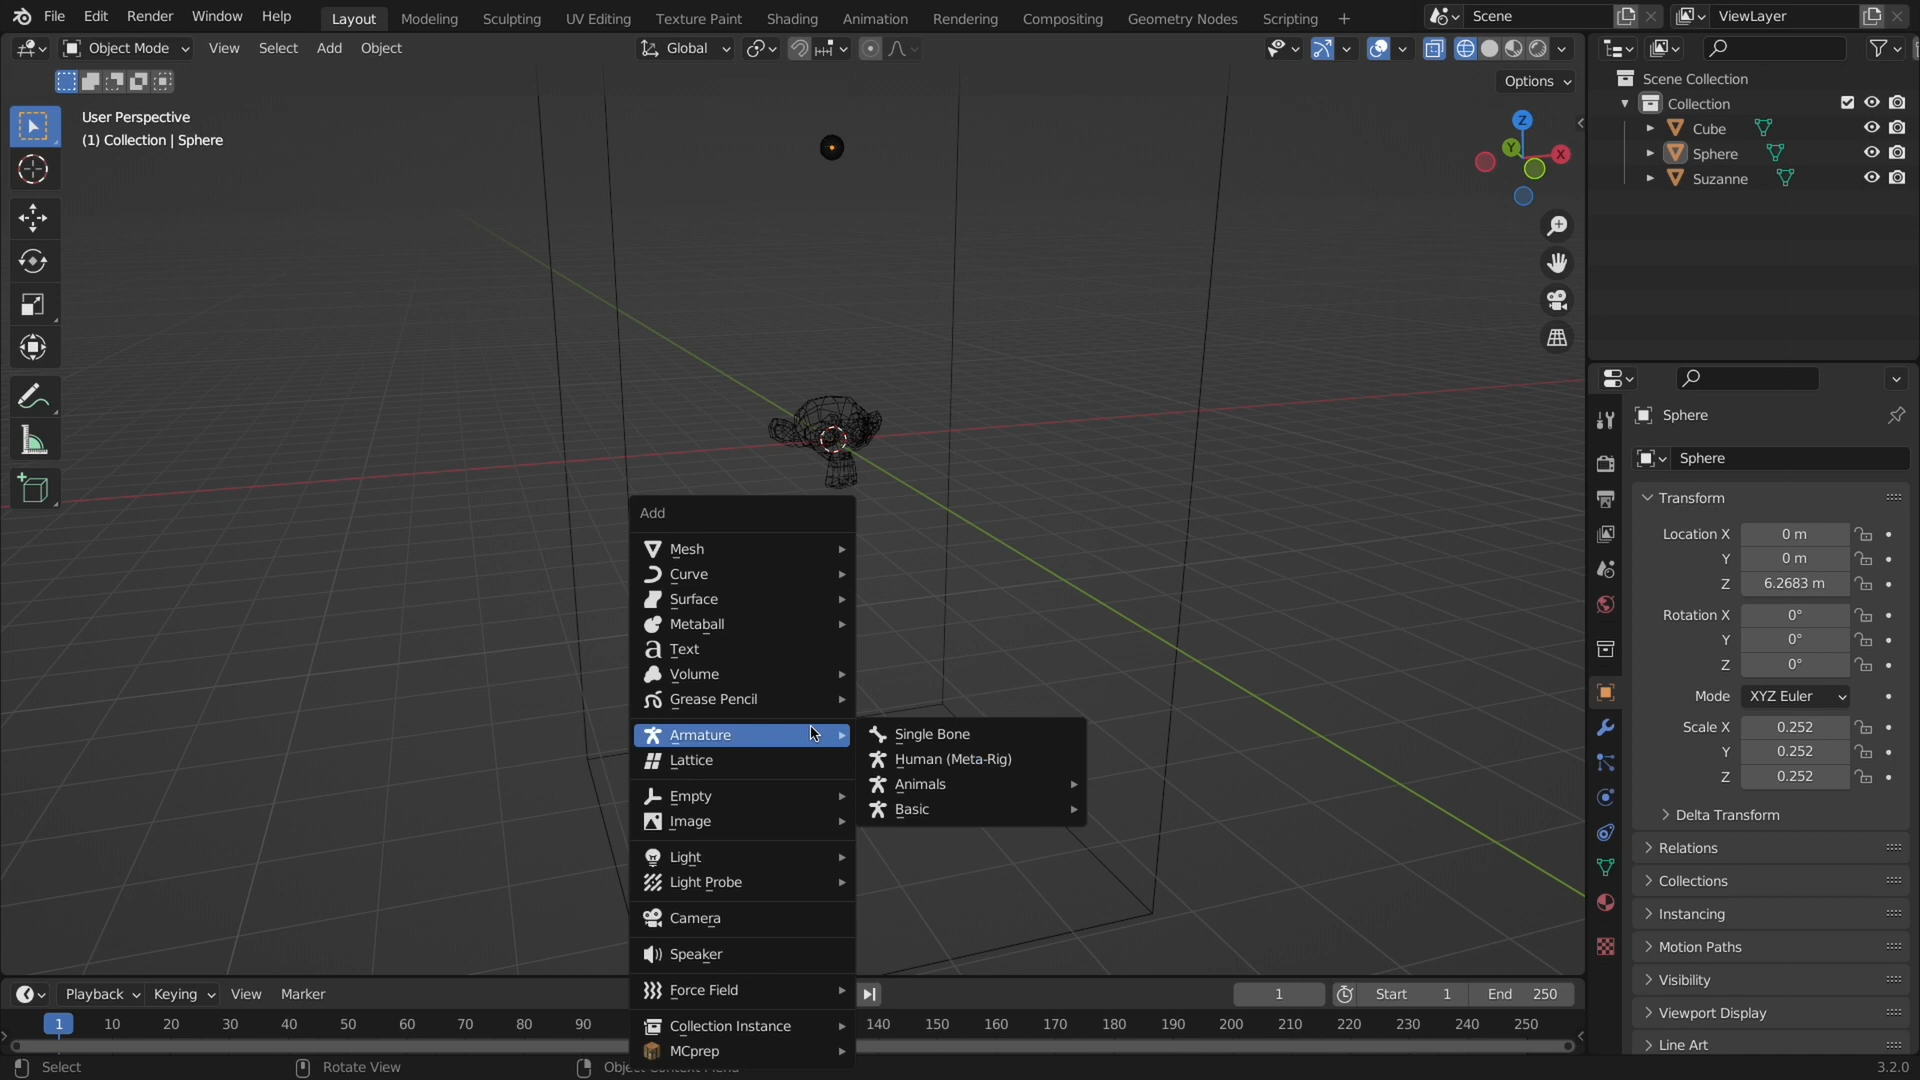 File Edit Render Window Help Layout Modeling Sculpting UV Editing Texture Paint Shading Animation Rendering Compositing Geometry Nodes Scripting + Scene ViewLayer
Object Mode View Select Add Object Global
Options
User Perspective
(1) Collection | Sphere
Z
Y
X
Scene Collection
Collection
Cube
Sphere
Suzanne
Sphere
Sphere
Transform
Location X 0 m
Y 0 m
Z 6.2683 m
Rotation X 0°
Y 0°
Z 0°
Mode XYZ Euler
Scale X 0.252
Y 0.252
Z 0.252
Delta Transform
Relations
Collections
Instancing
Motion Paths
Visibility
Viewport Display
Line Art
Add
Mesh
Curve
Surface
Metaball
Text
Volume
Grease Pencil
Armature
Lattice
Empty
Image
Light
Light Probe
Camera
Speaker
Force Field
Collection Instance
MCprep
Single Bone
Human (Meta-Rig)
Animals
Basic
Playback Keying View Marker 1 Start 1 End 250
1 10 20 30 40 50 60 70 80 90 140 150 160 170 180 190 200 210 220 230 240 250
Select Rotate View 3.2.0